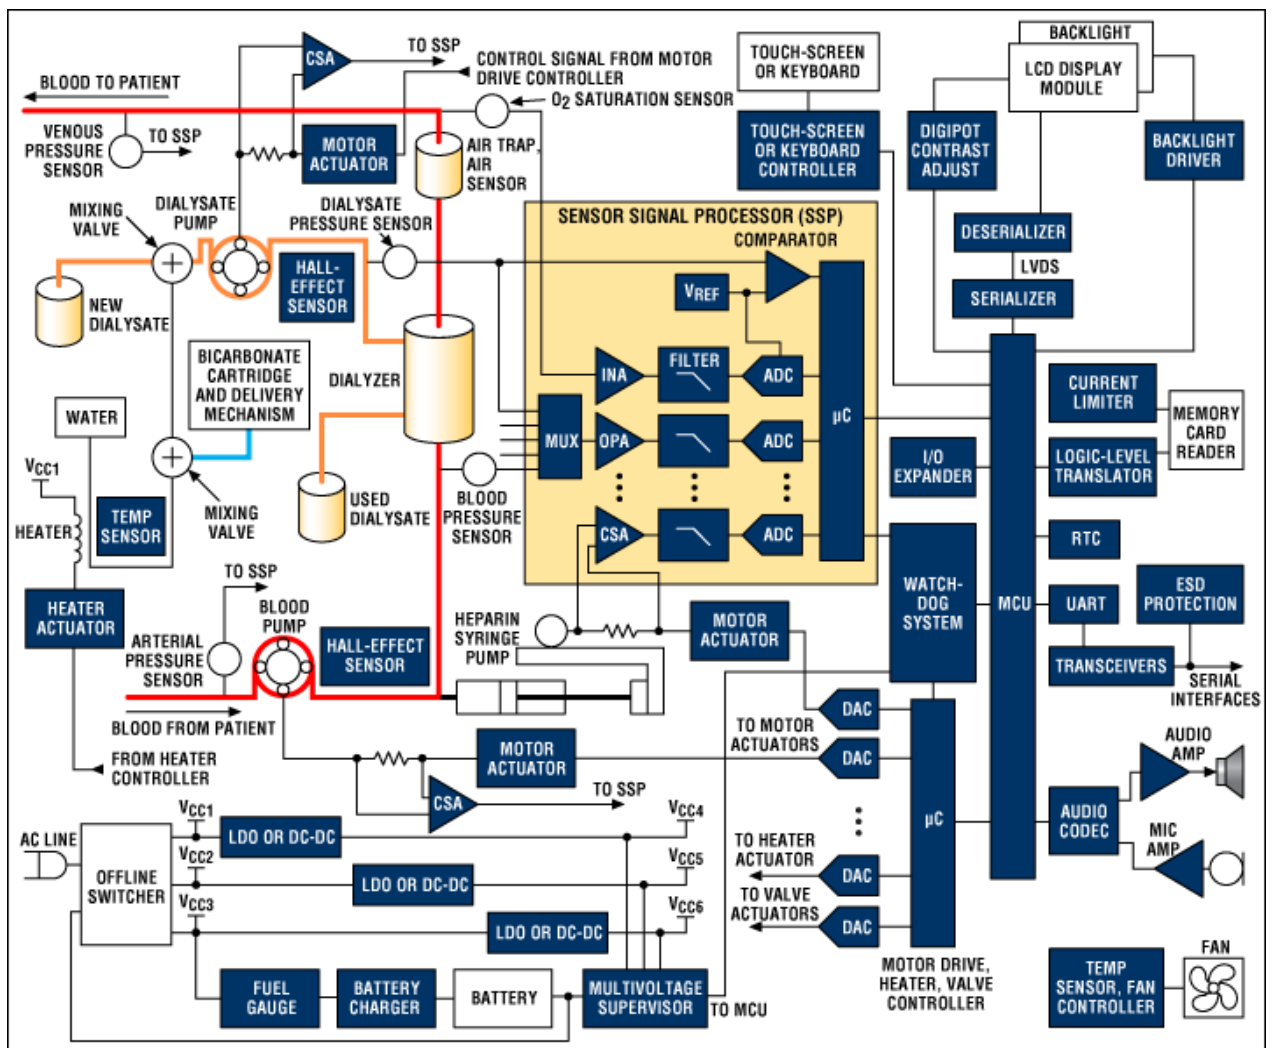 BACKLIGHT
LCD DISPLAY
MODULE
CSA
TO SSP
CONTROL SIGNAL FROM MOTOR
DRIVE CONTROLLER
TOUCH-SCREEN
OR KEYBOARD
BLOOD TO PATIENT
O2 SATURATION SENSOR
VENOUS
PRESSURE
SENSOR
TO SSP
MOTOR
ACTUATOR
AIR TRAP,
AIR
SENSOR
TOUCH-SCREEN
OR KEYBOARD
CONTROLLER
DIGIPOT
CONTRAST
ADJUST
BACKLIGHT
DRIVER
MIXING
VALVE
DIALYSATE
PUMP
DIALYSATE
PRESSURE SENSOR
SENSOR SIGNAL PROCESSOR (SSP)
COMPARATOR
DESERIALIZER
LVDS
SERIALIZER
HALL-
EFFECT
SENSOR
VREF
NEW
DIALYSATE
BICARBONATE
CARTRIDGE
AND DELIVERY
MECHANISM
DIALYZER
INA
FILTER
ADC
µC
WATER
MUX
OPA
ADC
CURRENT
LIMITER
MEMORY
CARD
READER
I/O
EXPANDER
LOGIC-LEVEL
TRANSLATOR
VCC1
HEATER
TEMP
SENSOR
MIXING
VALVE
USED
DIALYSATE
BLOOD
PRESSURE
SENSOR
CSA
ADC
RTC
HEATER
ACTUATOR
TO SSP
BLOOD
PUMP
ARTERIAL
PRESSURE
SENSOR
HALL-EFFECT
SENSOR
HEPARIN
SYRINGE
PUMP
MOTOR
ACTUATOR
WATCH-
DOG
SYSTEM
MCU
UART
ESD
PROTECTION
TRANSCEIVERS
SERIAL
INTERFACES
BLOOD FROM PATIENT
FROM HEATER
CONTROLLER
MOTOR
ACTUATOR
CSA
TO SSP
TO MOTOR
ACTUATORS
DAC
DAC
µC
AUDIO
AMP
AUDIO
CODEC
MIC
AMP
AC LINE
OFFLINE
SWITCHER
VCC1
LDO OR DC-DC
VCC4
VCC2
LDO OR DC-DC
VCC5
VCC3
LDO OR DC-DC
VCC6
TO HEATER
ACTUATOR
DAC
TO VALVE
ACTUATORS
DAC
FUEL
GAUGE
BATTERY
CHARGER
BATTERY
MULTIVOLTAGE
SUPERVISOR
TO MCU
MOTOR DRIVE,
HEATER, VALVE
CONTROLLER
TEMP
SENSOR, FAN
CONTROLLER
FAN